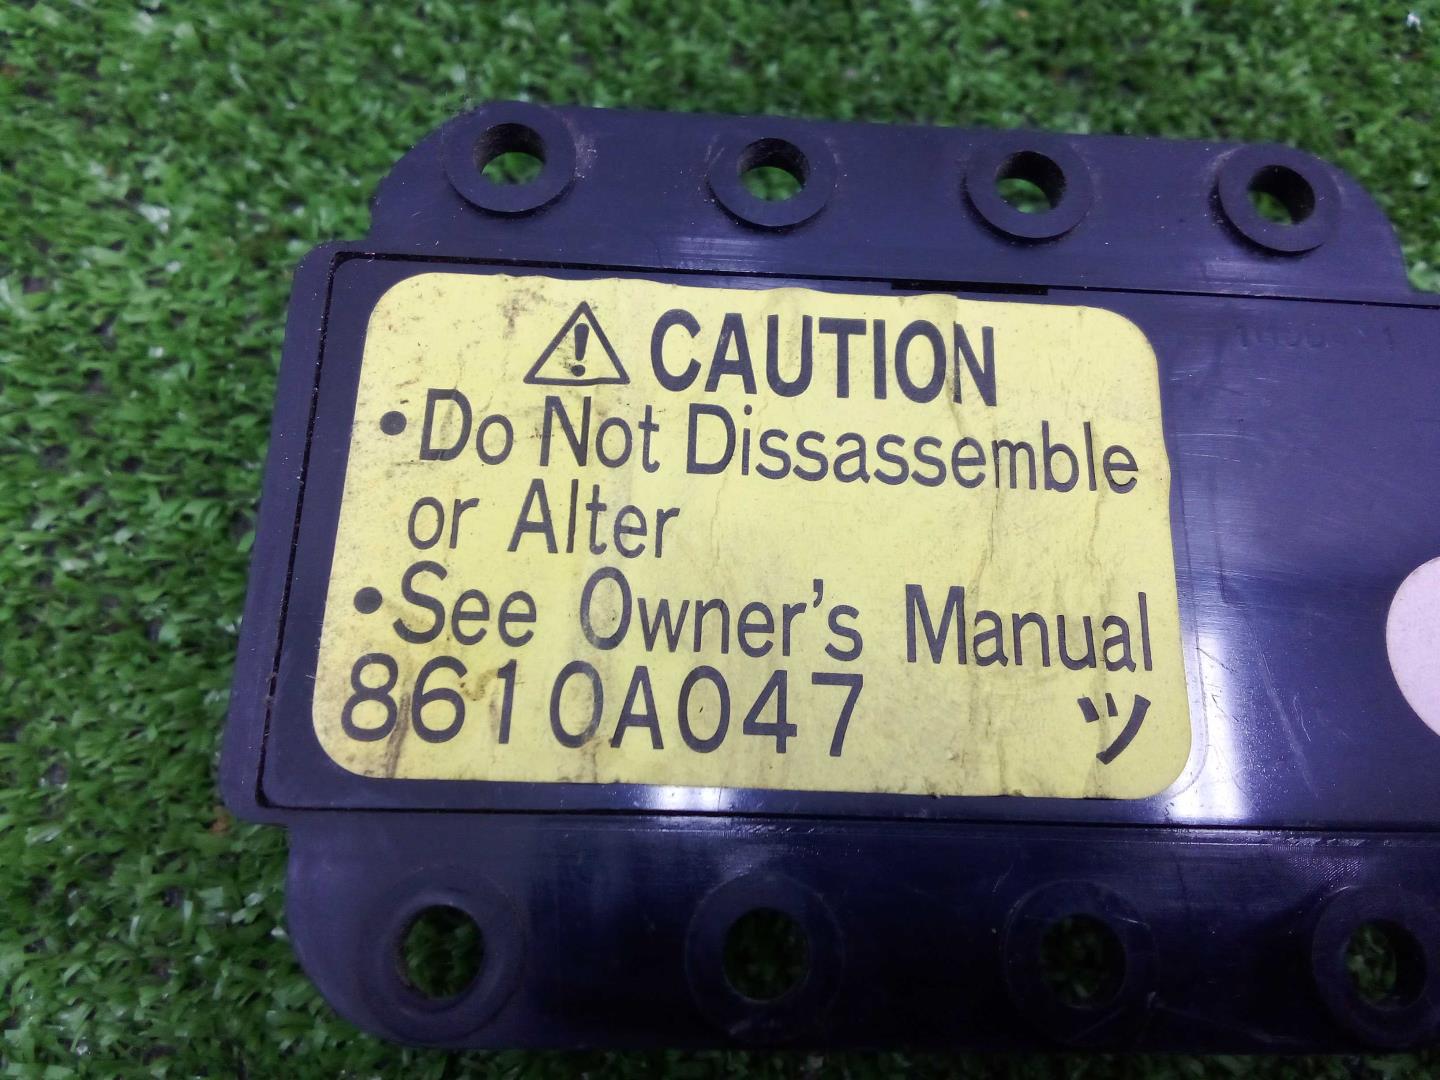 CAUTION
•Do Not Dissassemble
or Alter
•See Owner's Manual
8610A047 ツ